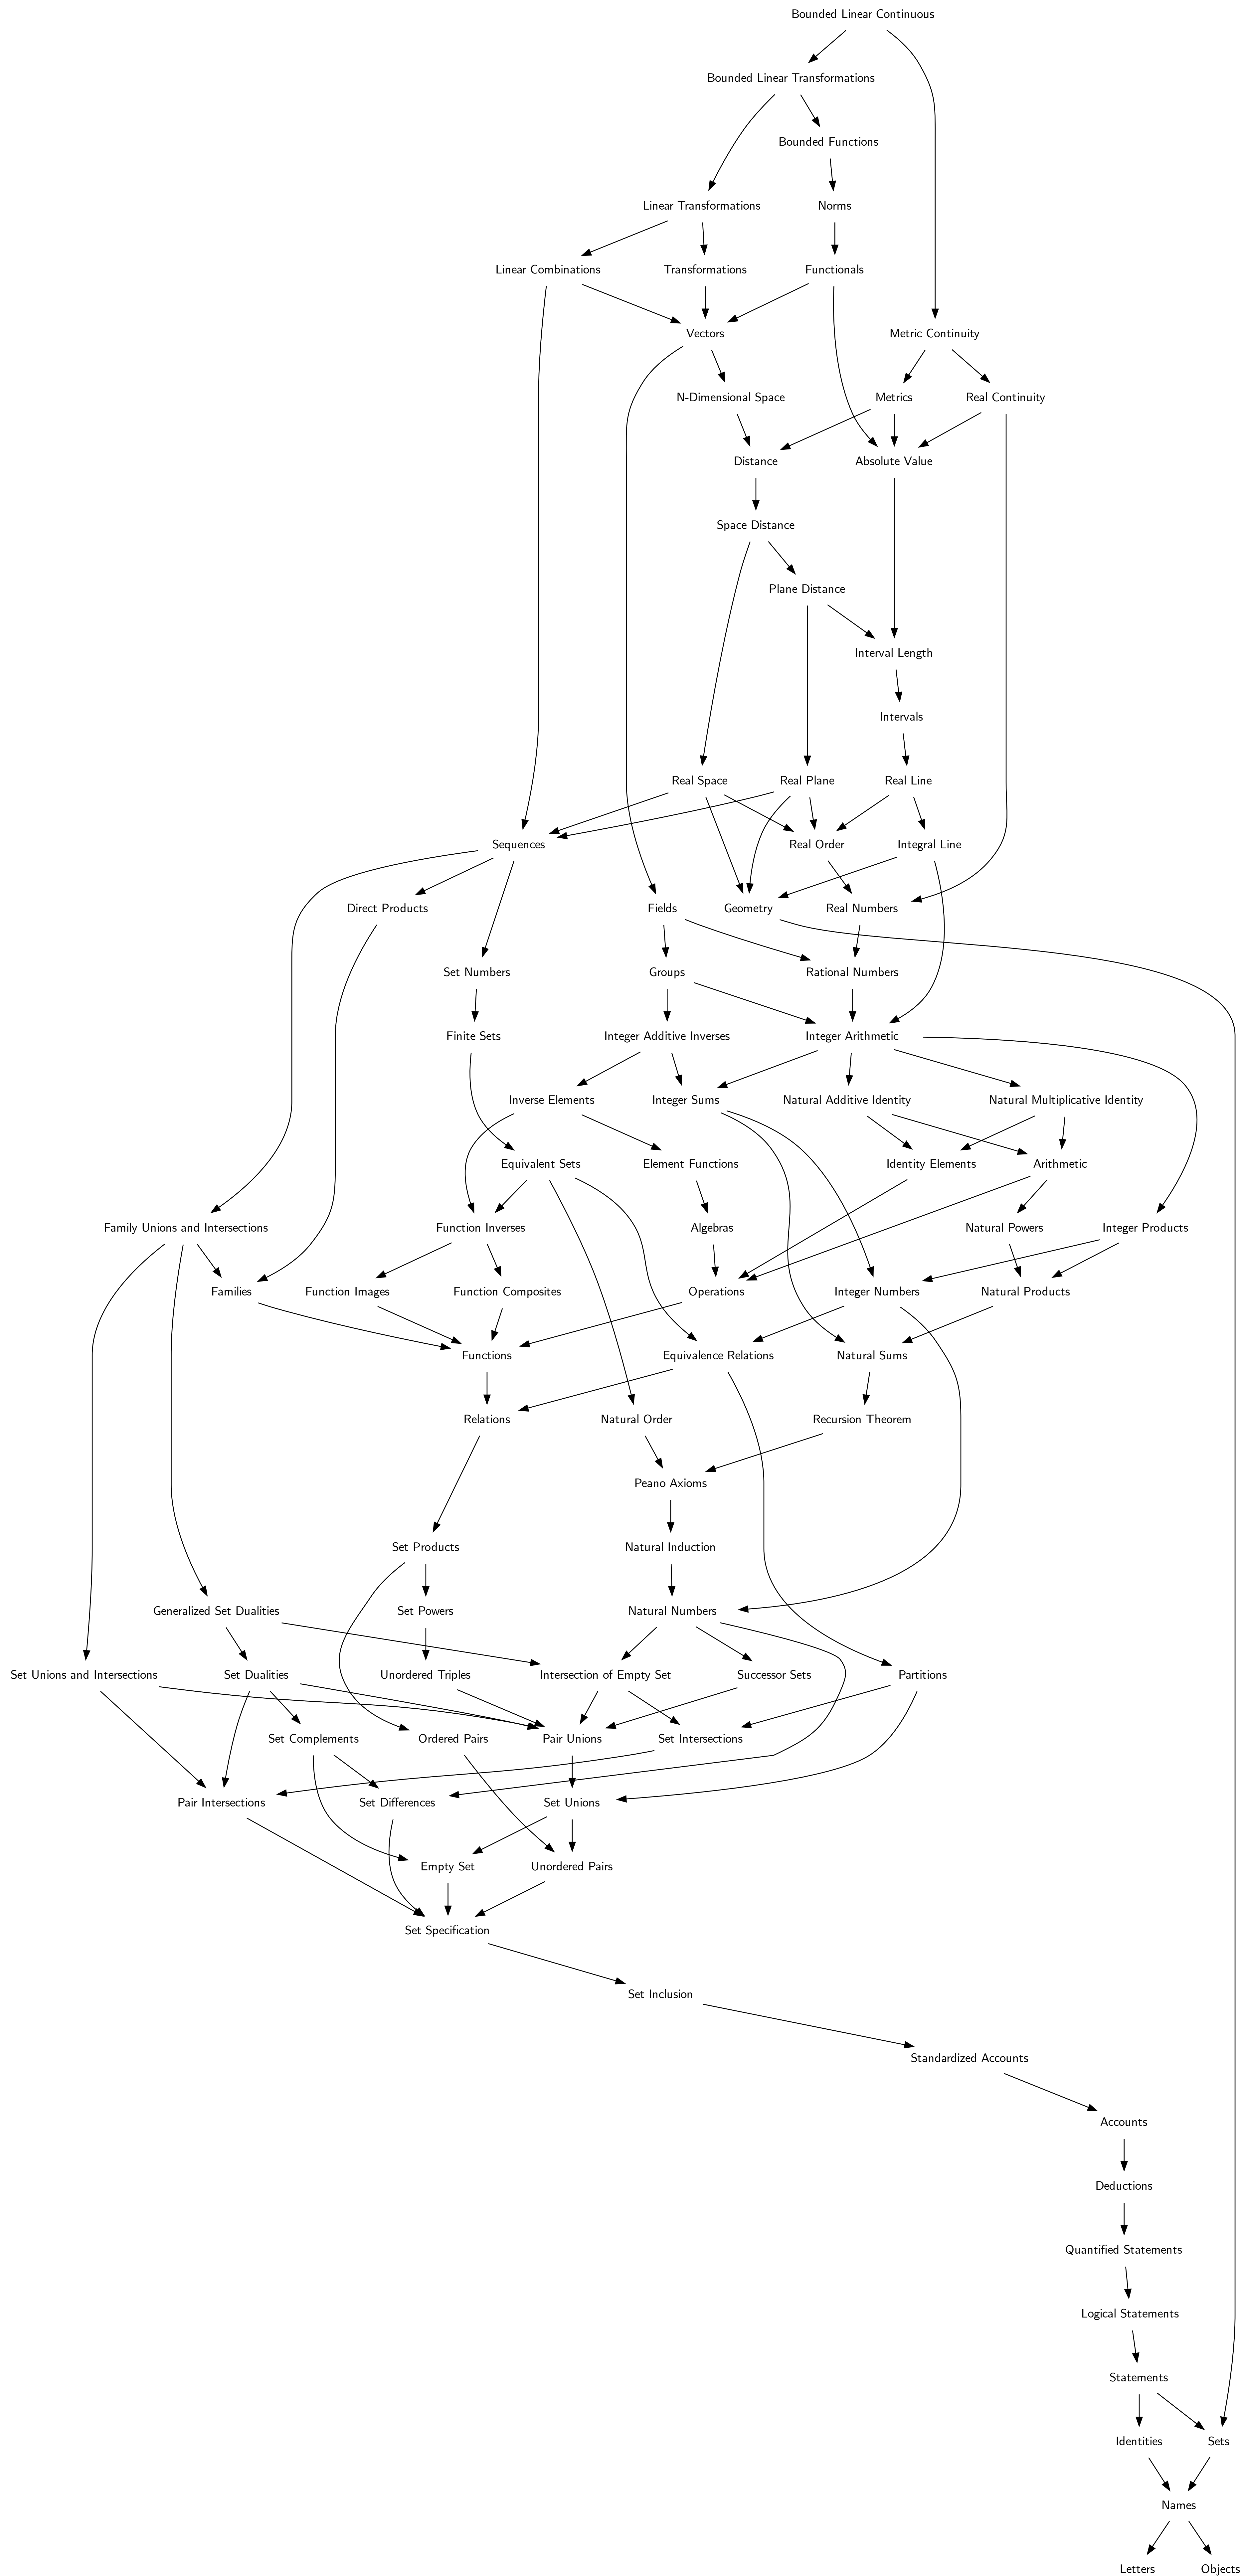 Bounded Linear Continuous
Bounded Linear Transformations
Bounded Functions
Linear Transformations
Norms
Linear Combinations
Transformations
Functionals
Vectors
Metric Continuity
N-Dimensional Space
Metrics
Real Continuity
Distance
Absolute Value
Space Distance
Plane Distance
Interval Length
Intervals
Real Space
Real Plane
Real Line
Sequences
Real Order
Integral Line
Direct Products
Fields
Geometry
Real Numbers
Set Numbers
Groups
Rational Numbers
Finite Sets
Integer Additive Inverses
Integer Arithmetic
Inverse Elements
Integer Sums
Natural Additive Identity
Natural Multiplicative Identity
Equivalent Sets
Element Functions
Identity Elements
Arithmetic
Family Unions and Intersections
Function Inverses
Algebras
Natural Powers
Integer Products
Families
Function Images
Function Composites
Operations
Integer Numbers
Natural Products
Functions
Equivalence Relations
Natural Sums
Relations
Natural Order
Recursion Theorem
Peano Axioms
Set Products
Natural Induction
Generalized Set Dualities
Set Powers
Natural Numbers
Set Unions and Intersections
Set Dualities
Unordered Triples
Intersection of Empty Set
Successor Sets
Partitions
Set Complements
Ordered Pairs
Pair Unions
Set Intersections
Pair Intersections
Set Differences
Set Unions
Empty Set
Unordered Pairs
Set Specification
Set Inclusion
Standardized Accounts
Accounts
Deductions
Quantified Statements
Logical Statements
Statements
Identities
Sets
Names
Letters
Objects